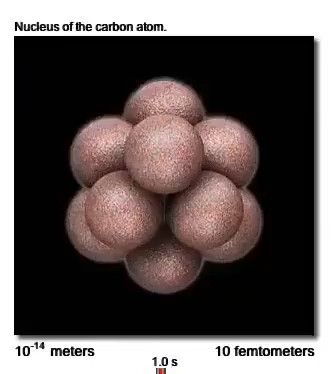 Nucleus of the carbon atom.
10⁻¹⁴ meters
10 femtometers
1.0 s